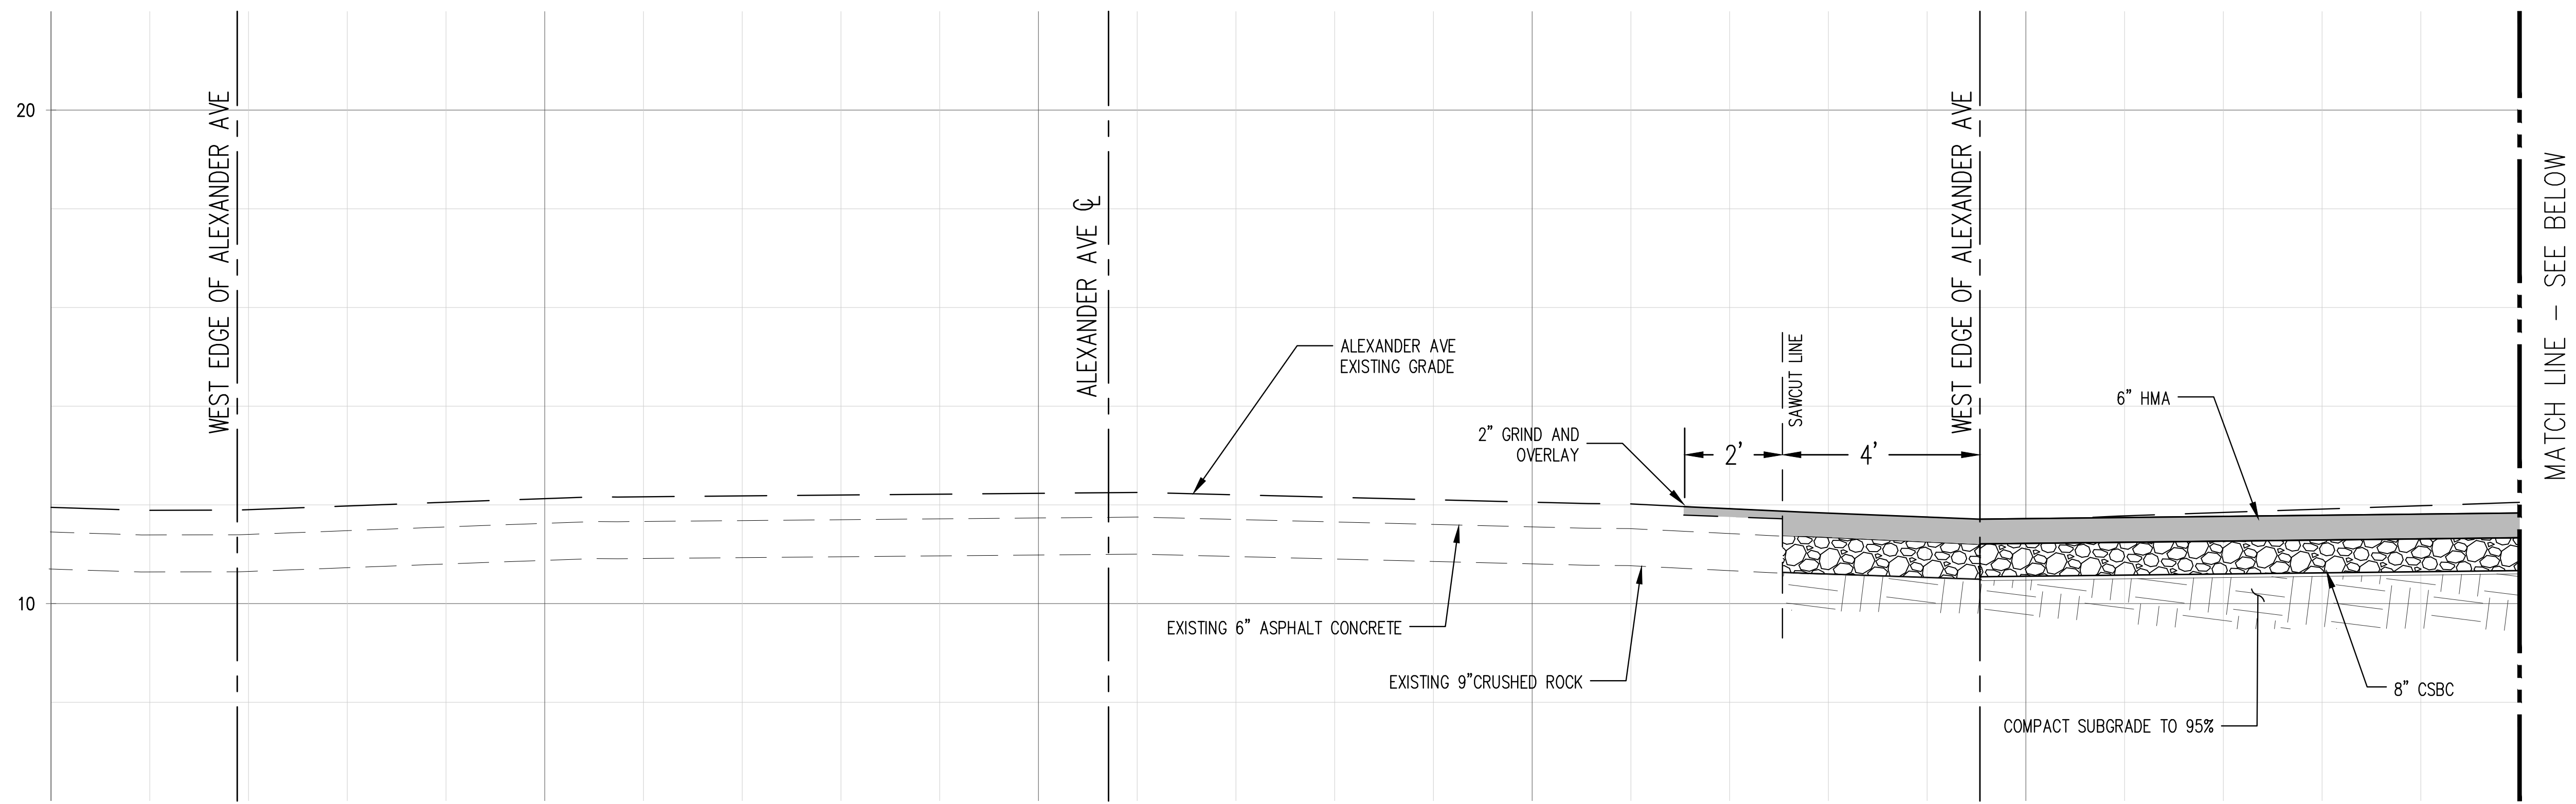 20
WEST EDGE OF ALEXANDER AVE
ALEXANDER AVE ℄
ALEXANDER AVE
EXISTING GRADE
SAWCUT LINE
WEST EDGE OF ALEXANDER AVE
MATCH LINE - SEE BELOW
6" HMA
2" GRIND AND
OVERLAY
2'
4'
10
EXISTING 6" ASPHALT CONCRETE
EXISTING 9"CRUSHED ROCK
8" CSBC
COMPACT SUBGRADE TO 95%